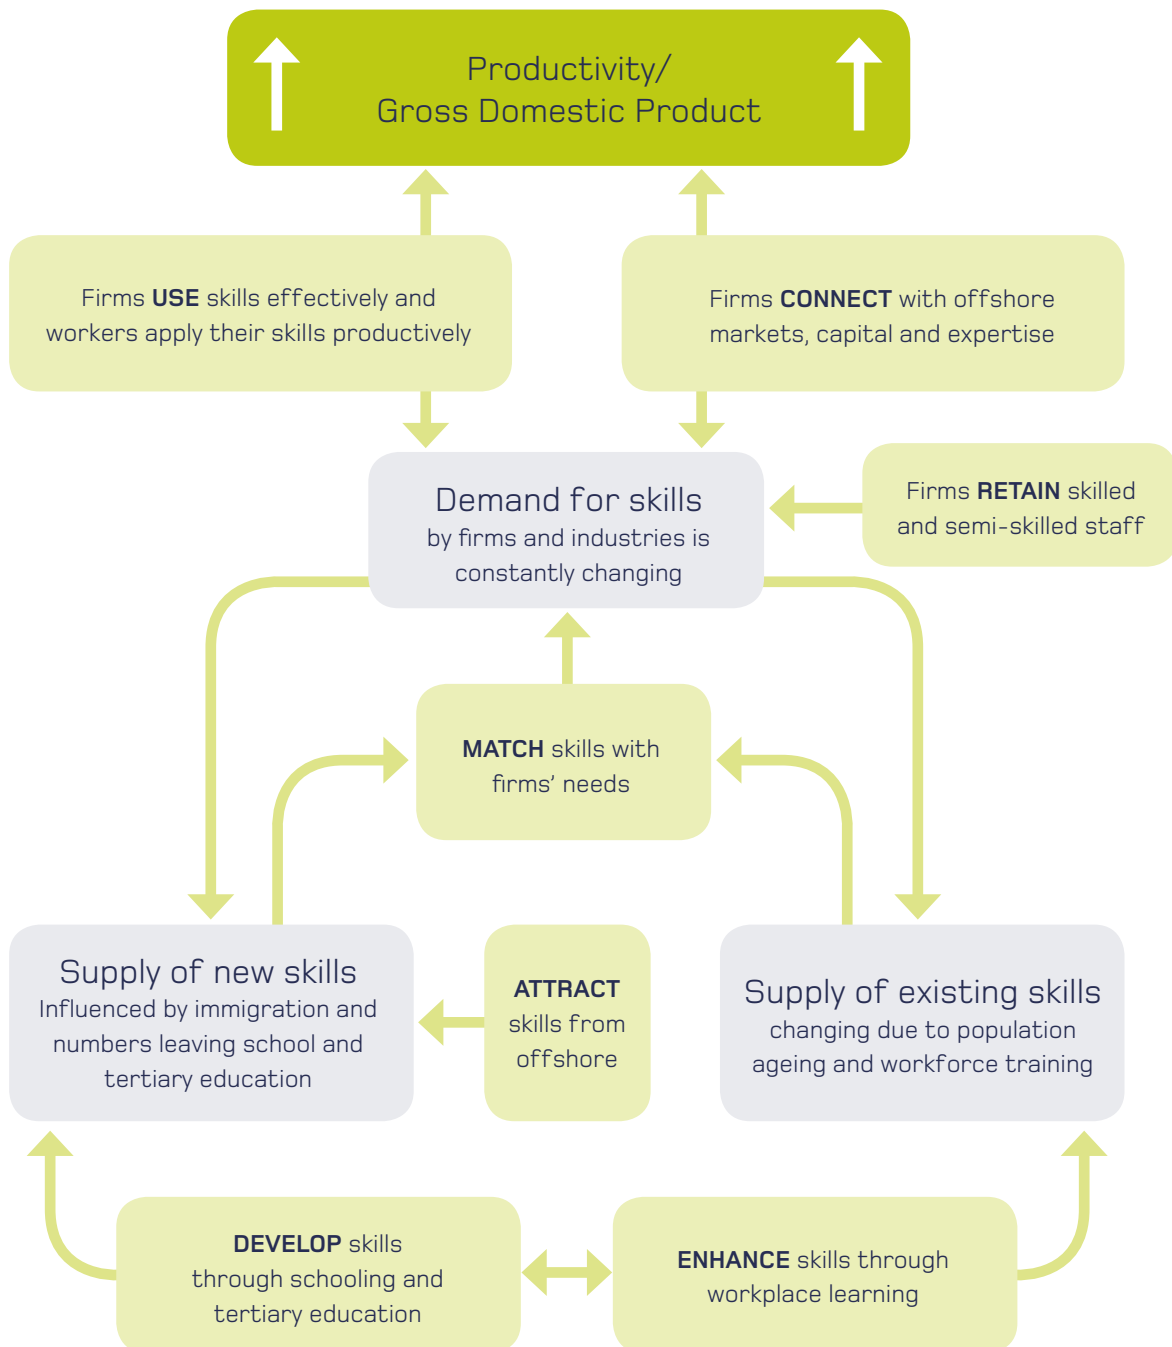 Productivity/
Gross Domestic Product
Firms USE skills effectively and
workers apply their skills productively
Firms CONNECT with offshore
markets, capital and expertise
Demand for skills
by firms and industries is
constantly changing
Firms RETAIN skilled
and semi-skilled staff
MATCH skills with
firms' needs
Supply of new skills
Influenced by immigration and
numbers leaving school and
tertiary education
ATTRACT
skills from
offshore
Supply of existing skills
changing due to population
ageing and workforce training
DEVELOP skills
through schooling and
tertiary education
ENHANCE skills through
workplace learning